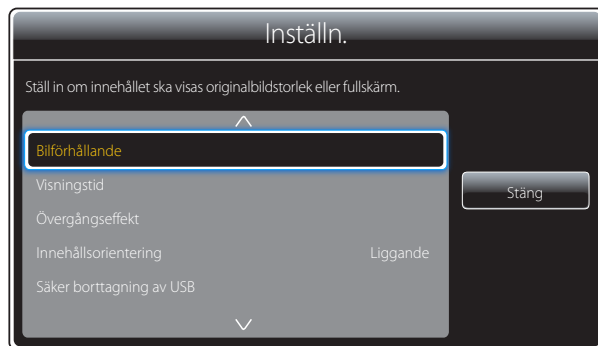 Inställn.
Ställ in om innehållet ska visas originalbildstorlek eller fullskärm.
Bilförhållande
Visningstid
Övergångseffekt
Innehållsorientering Liggande
Säker borttagning av USB
Stäng